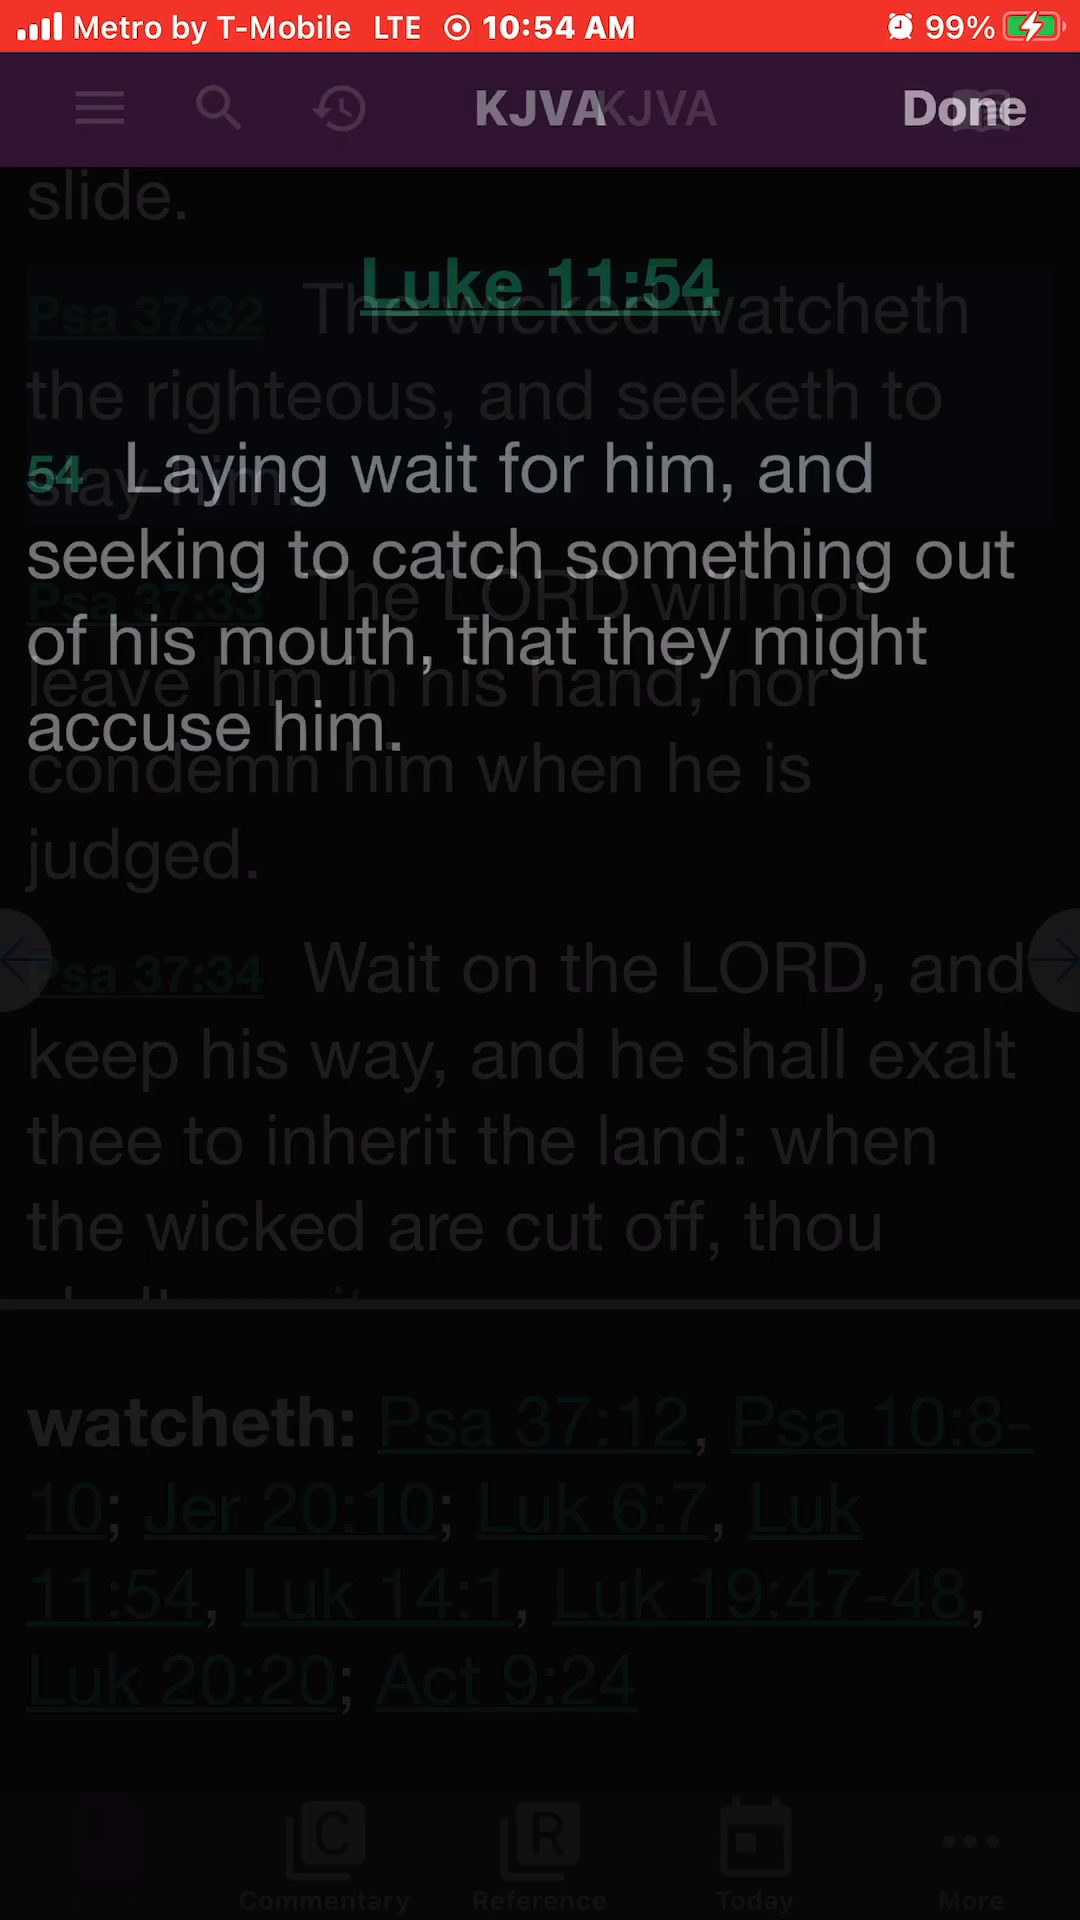 Metro by T-Mobile LTE 10:54 AM 99%
KJVA KJVA Done
slide.
Luke 11:54
Psa 37:32 The wicked watcheth
the righteous, and seeketh to
slay him.
54 Laying wait for him, and
seeking to catch something out
of his mouth, that they might
accuse him.
Psa 37:33 The LORD will not
leave him in his hand, nor
condemn him when he is
judged.
Psa 37:34 Wait on the LORD, and
keep his way, and he shall exalt
thee to inherit the land: when
the wicked are cut off, thou
watcheth: Psa 37:12, Psa 10:8-
10; Jer 20:10; Luk 6:7, Luk
11:54, Luk 14:1, Luk 19:47-48,
Luk 20:20; Act 9:24
C R
Commentary Reference Today More